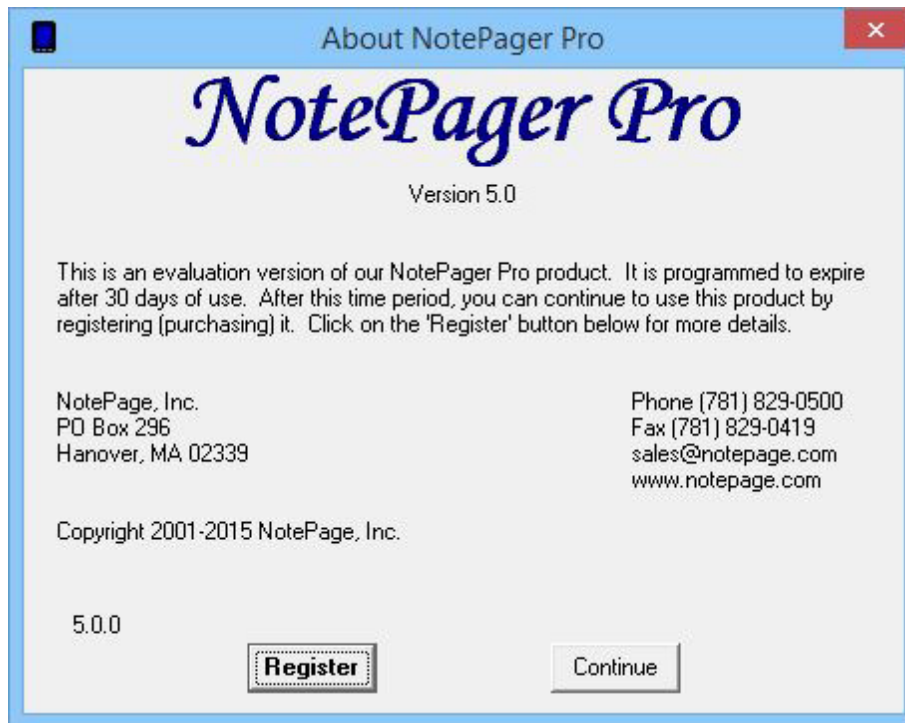 About NotePager Pro
NotePager Pro
Version 5.0
This is an evaluation version of our NotePager Pro product.  It is programmed to expire
after 30 days of use.  After this time period, you can continue to use this product by
registering (purchasing) it.  Click on the 'Register' button below for more details.
NotePage, Inc.
PO Box 296
Hanover, MA 02339
Phone (781) 829-0500
Fax (781) 829-0419
sales@notepage.com
www.notepage.com
Copyright 2001-2015 NotePage, Inc.
5.0.0
Register
Continue